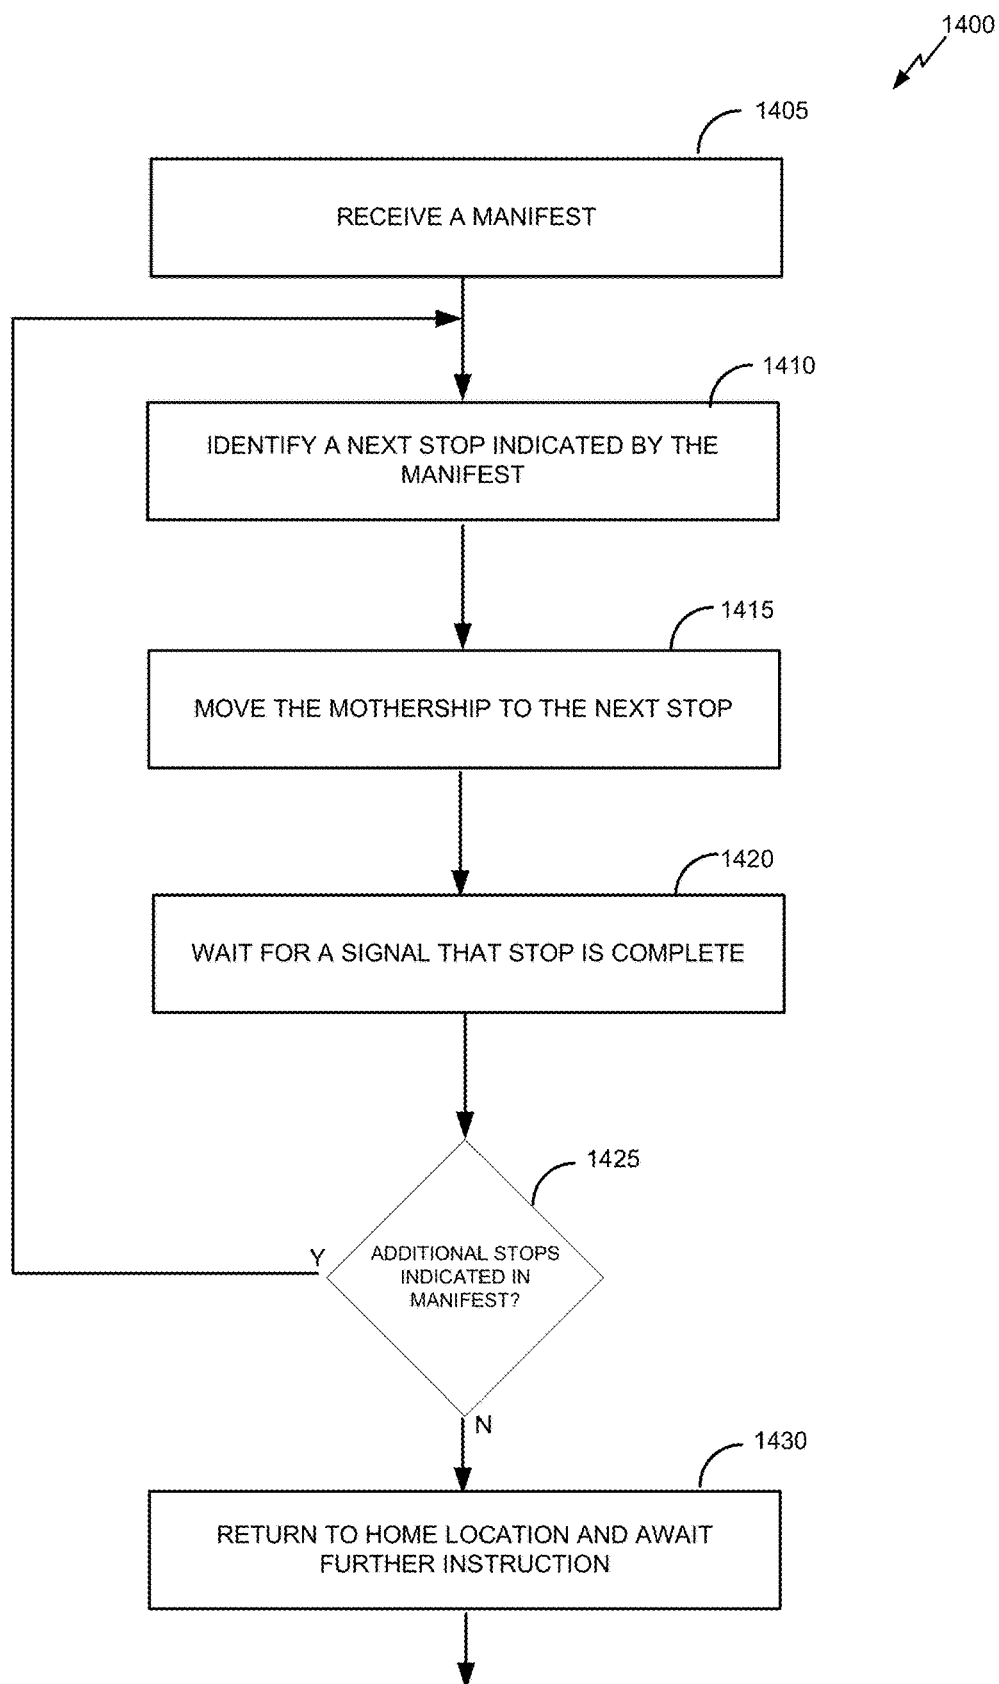 1400
1405
RECEIVE A MANIFEST
1410
IDENTIFY A NEXT STOP INDICATED BY THE
MANIFEST
1415
MOVE THE MOTHERSHIP TO THE NEXT STOP
1420
WAIT FOR A SIGNAL THAT STOP IS COMPLETE
1425
Y
ADDITIONAL STOPS
INDICATED IN
MANIFEST?
N
1430
RETURN TO HOME LOCATION AND AWAIT
FURTHER INSTRUCTION